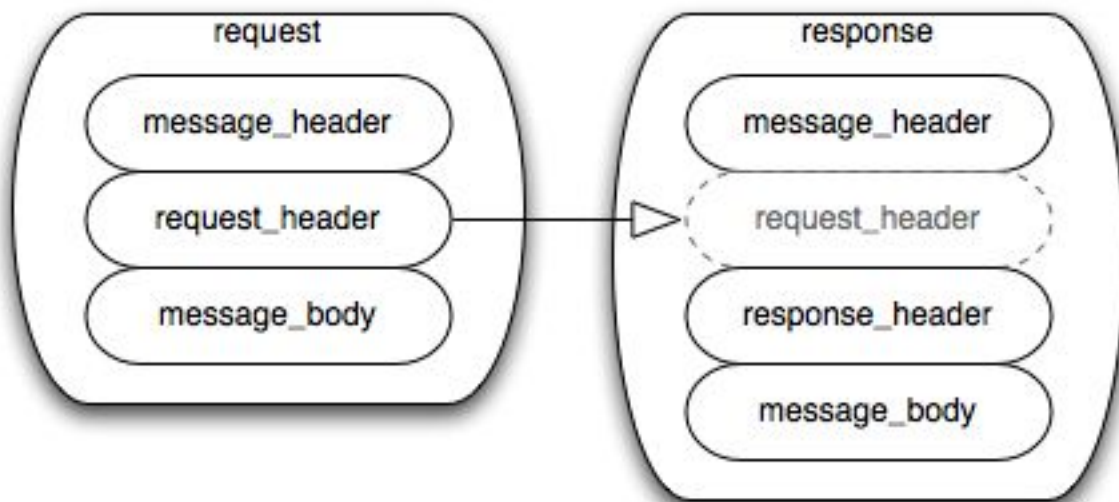 request
message_header
request_header
message_body
response
message_header
request_header
response_header
message_body